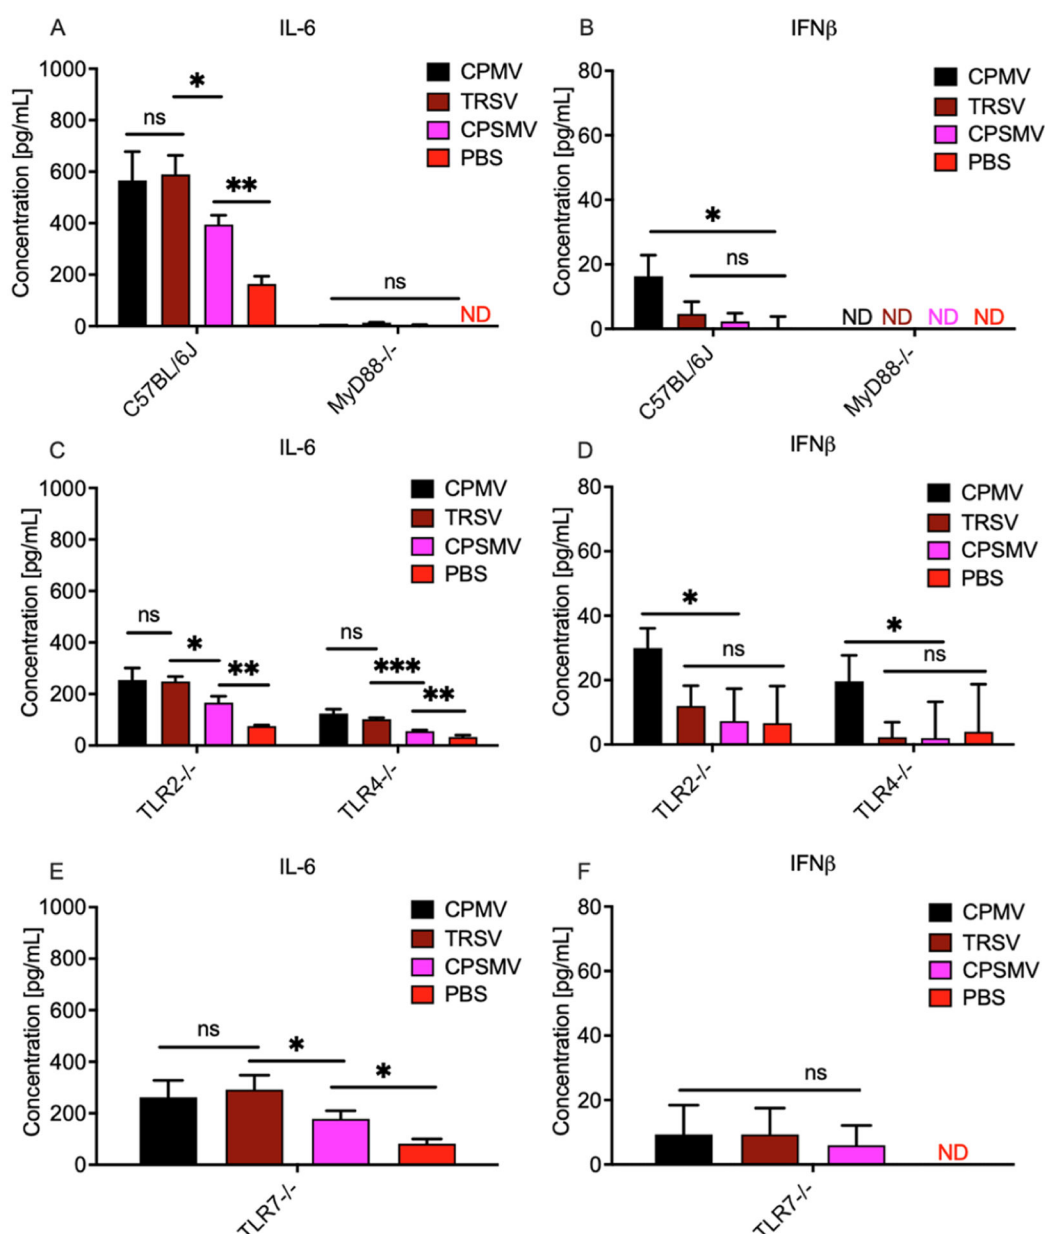 A
IL-6
Concentration [pg/mL]
1000
800
600
400
200
0
ns
*
**
ns
ND
CPMV
TRSV
CPSMV
PBS
C57BL/6J
MyD88-/-
B
IFNβ
Concentration [pg/mL]
80
60
40
20
0
*
ns
ND ND ND ND
CPMV
TRSV
CPSMV
PBS
C57BL/6J
MyD88-/-
C
IL-6
Concentration [pg/mL]
1000
800
600
400
200
0
ns
*
**
ns
***
**
CPMV
TRSV
CPSMV
PBS
TLR2-/-
TLR4-/-
D
IFNβ
Concentration [pg/mL]
80
60
40
20
0
*
ns
*
ns
CPMV
TRSV
CPSMV
PBS
TLR2-/-
TLR4-/-
E
IL-6
Concentration [pg/mL]
1000
800
600
400
200
0
ns
*
*
CPMV
TRSV
CPSMV
PBS
TLR7-/-
F
IFNβ
Concentration [pg/mL]
80
60
40
20
0
ns
ND
CPMV
TRSV
CPSMV
PBS
TLR7-/-